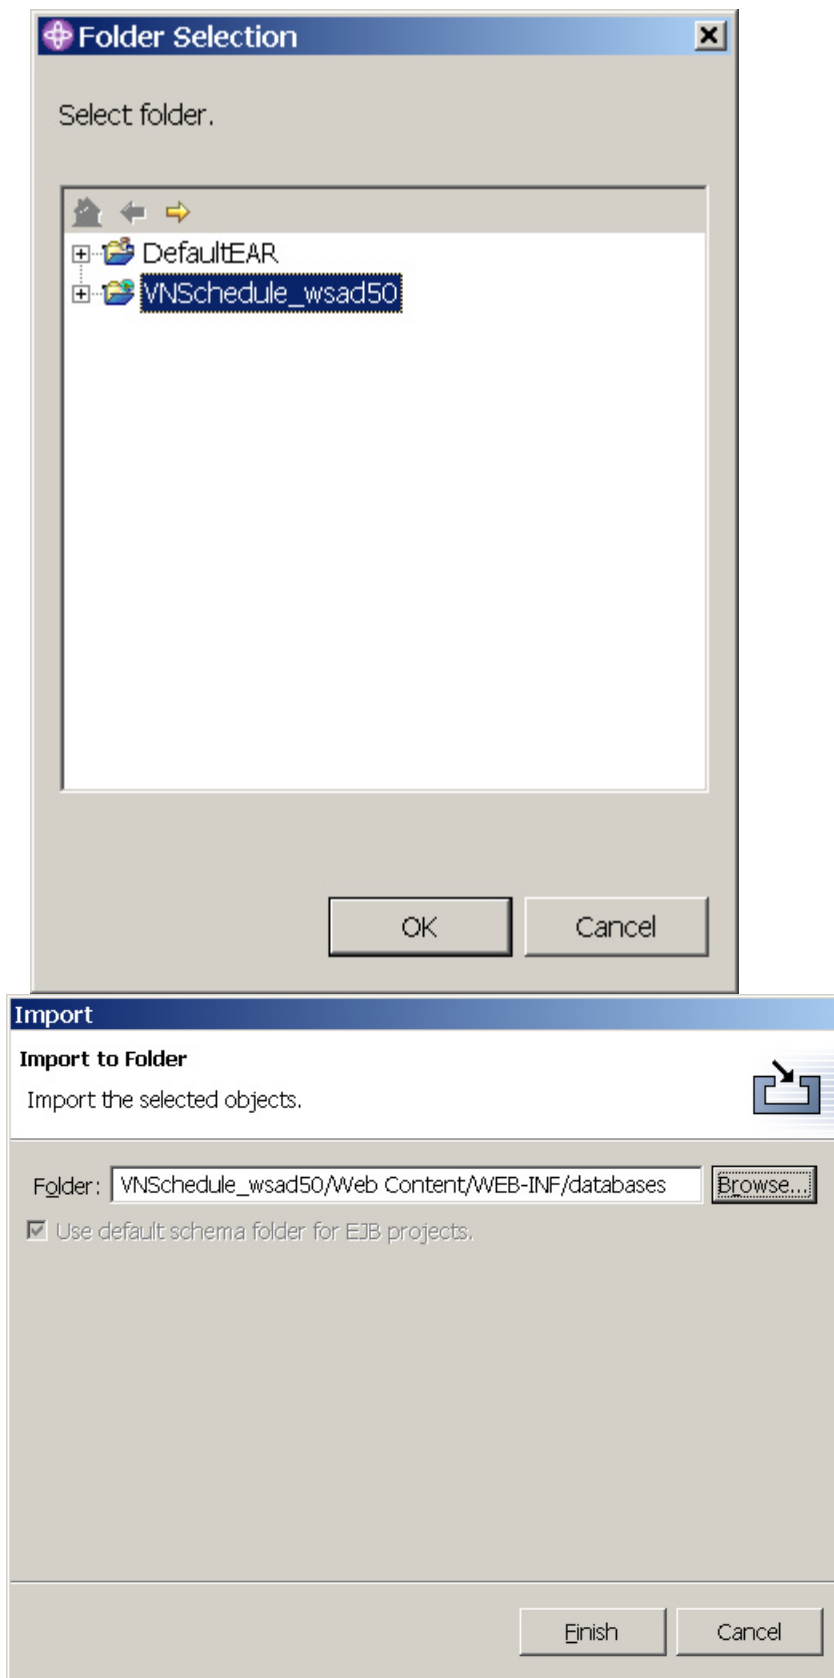 Folder Selection
Select folder.
DefaultEAR
VNSchedule_wsad50
OK Cancel
Import
Import to Folder
Import the selected objects.
Folder: VNSchedule_wsad50/Web Content/WEB-INF/databases Browse...
Use default schema folder for EJB projects.
Finish Cancel